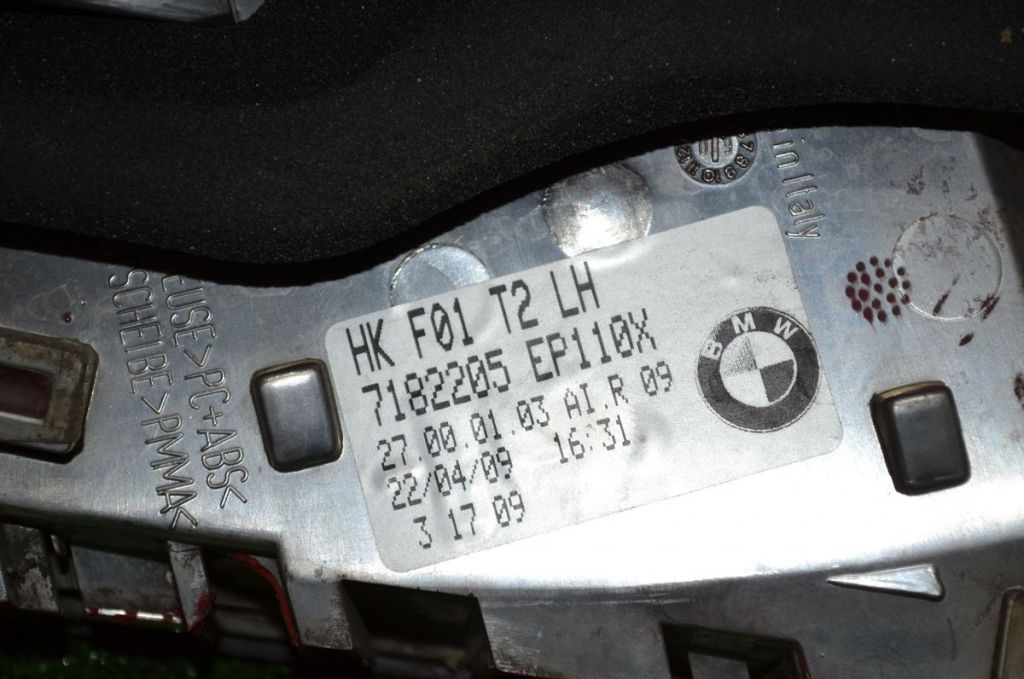 in Italy
HK F01 T2 LH
7182205 EP110X
27.00.01.03 AI.R 09
22/04/09 16:31
3 17 09
BMW
EUSE>PC+ABS<
SCHEIBE>PMMA<